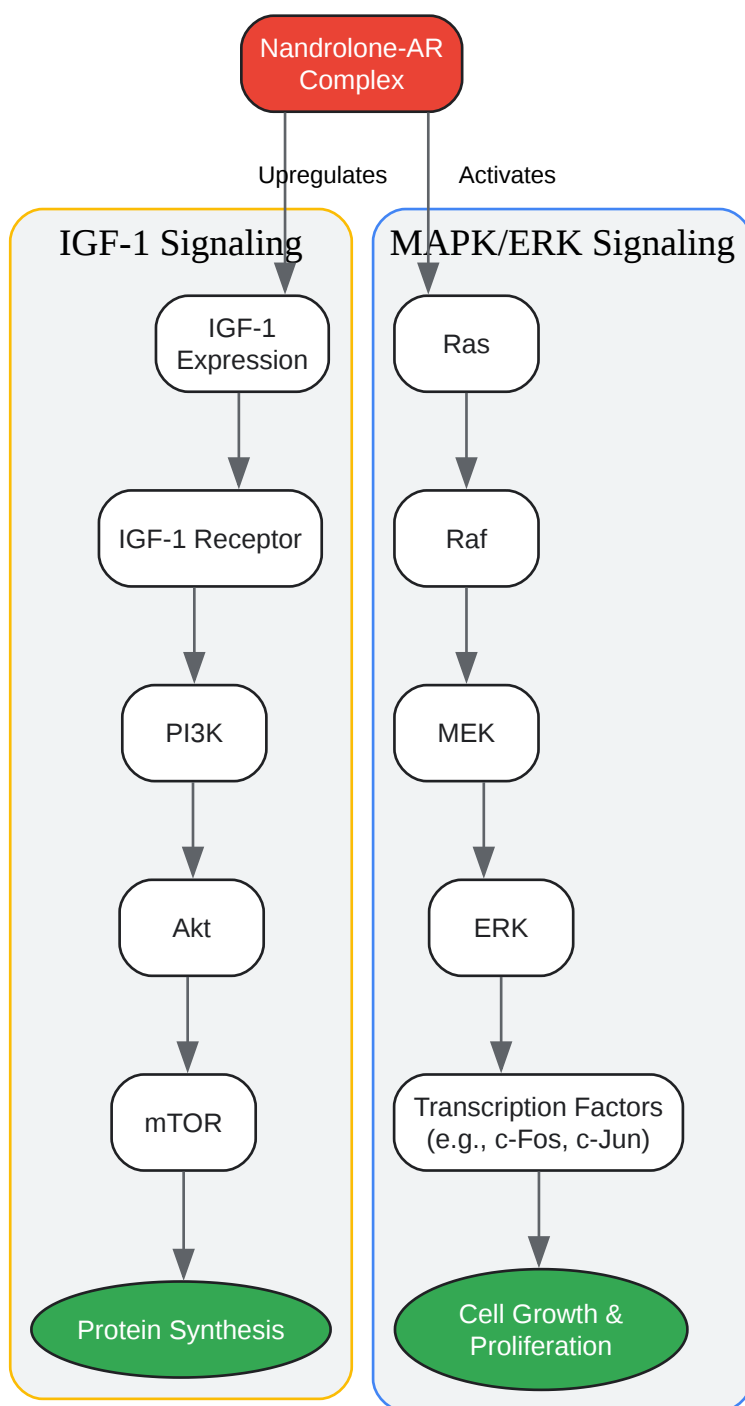 Nandrolone-AR
Complex
Upregulates
Activates
IGF-1 Signaling
IGF-1
Expression
IGF-1 Receptor
PI3K
Akt
mTOR
Protein Synthesis
MAPK/ERK Signaling
Ras
Raf
MEK
ERK
Transcription Factors
(e.g., c-Fos, c-Jun)
Cell Growth &
Proliferation